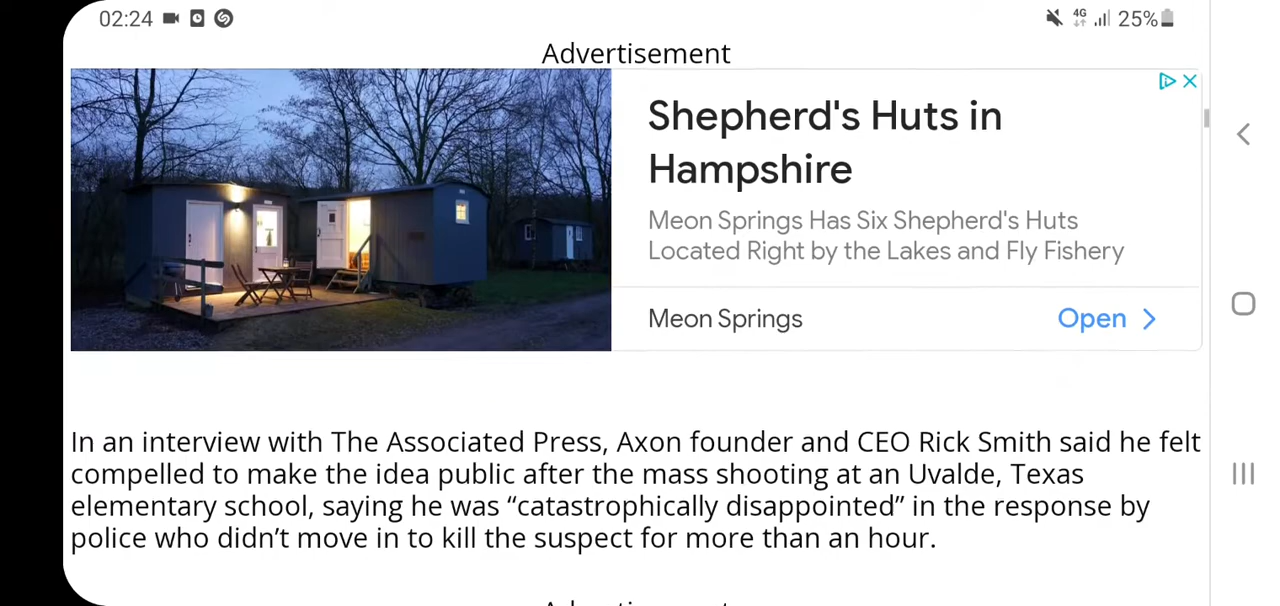 02:24
4G
25%
Advertisement
Shepherd's Huts in
Hampshire
Meon Springs Has Six Shepherd's Huts
Located Right by the Lakes and Fly Fishery
Meon Springs
Open
In an interview with The Associated Press, Axon founder and CEO Rick Smith said he felt
compelled to make the idea public after the mass shooting at an Uvalde, Texas
elementary school, saying he was “catastrophically disappointed” in the response by
police who didn’t move in to kill the suspect for more than an hour.